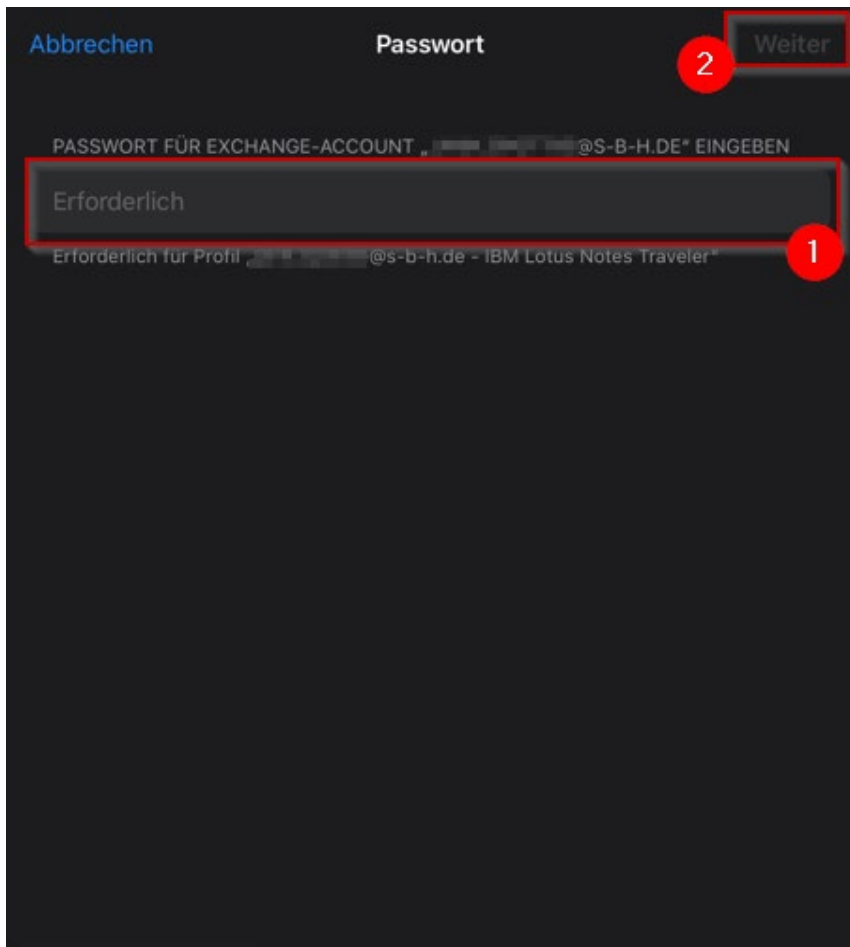 Abbrechen Passwort 2 Weiter
PASSWORT FÜR EXCHANGE-ACCOUNT „ @S-B-H.DE“ EINGEBEN
Erforderlich
Erforderlich für Profil „ @s-b-h.de - IBM Lotus Notes Traveler“
1